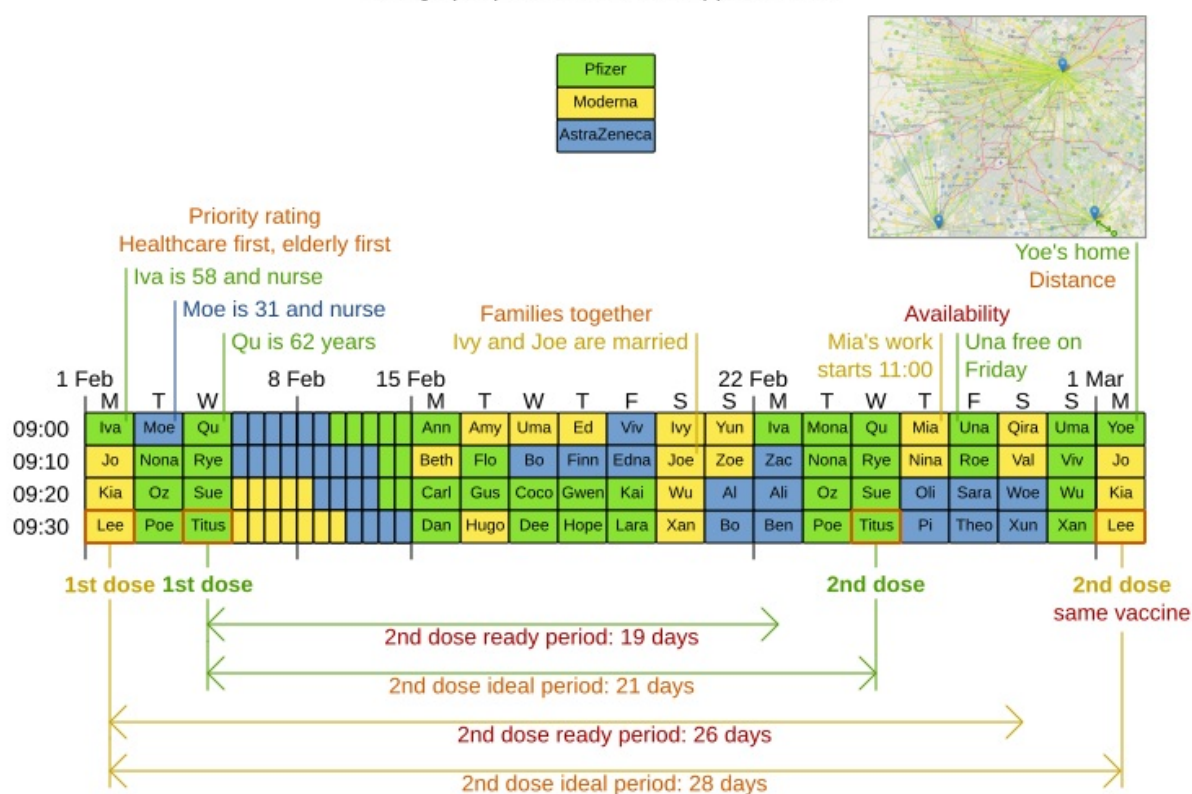 Pfizer
Moderna
AstraZeneca
Priority rating
Healthcare first, elderly first
Iva is 58 and nurse
Moe is 31 and nurse
Qu is 62 years
Families together
Ivy and Joe are married
Yoe's home
Distance
Availability
Mia's work
starts 11:00
Una free on
Friday
1 Feb 8 Feb 15 Feb 22 Feb 1 Mar
M T W M T W T F S S M T W T F S S M
09:00 Iva Moe Qu Ann Amy Uma Ed Viv Ivy Yun Iva Mona Qu Mia Una Qira Uma Yoe
09:10 Jo Nona Rye Beth Flo Bo Finn Edna Joe Zoe Zac Nona Rye Nina Roe Val Viv Jo
09:20 Kia Oz Sue Carl Gus Coco Gwen Kai Wu Al Ali Oz Sue Oli Sara Woe Wu Kia
09:30 Lee Poe Titus Dan Hugo Dee Hope Lara Xan Bo Ben Poe Titus Pi Theo Xun Xan Lee
1st dose 1st dose 2nd dose 2nd dose
same vaccine
2nd dose ready period: 19 days
2nd dose ideal period: 21 days
2nd dose ready period: 26 days
2nd dose ideal period: 28 days